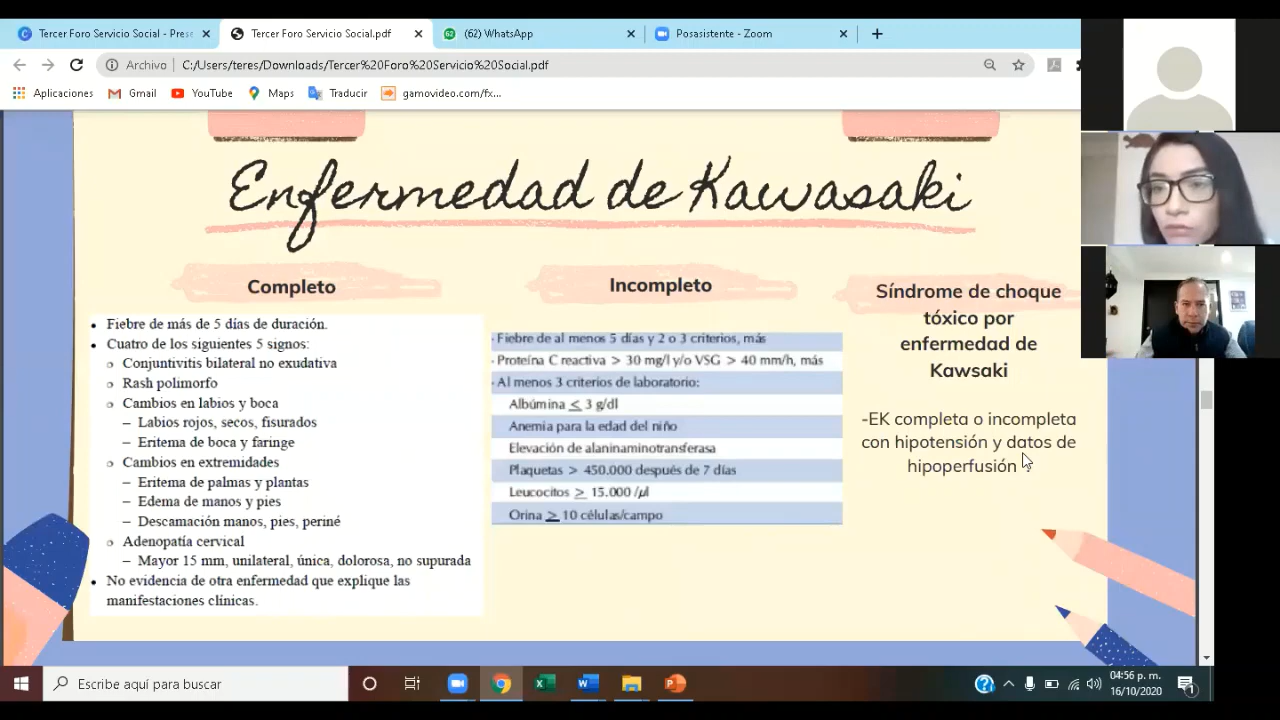 Tercer Foro Servicio Social - Prese
Tercer Foro Servicio Social.pdf
(62) WhatsApp
Posasistente - Zoom
Archivo
C:/Users/teres/Downloads/Tercer%20Foro%20Servicio%20Social.pdf
Aplicaciones
Gmail
YouTube
Maps
Traducir
gamovideo.com/fx...
Enfermedad de Kawasaki
Completo
• Fiebre de más de 5 días de duración.
• Cuatro de los siguientes 5 signos:
o Conjuntivitis bilateral no exudativa
o Rash polimorfo
o Cambios en labios y boca
– Labios rojos, secos, fisurados
– Eritema de boca y faringe
o Cambios en extremidades
– Eritema de palmas y plantas
– Edema de manos y pies
– Descamación manos, pies, periné
o Adenopatía cervical
– Mayor 15 mm, unilateral, única, dolorosa, no supurada
• No evidencia de otra enfermedad que explique las
manifestaciones clínicas.
Incompleto
· Fiebre de al menos 5 días y 2 o 3 criterios, más
· Proteína C reactiva > 30 mg/l y/o VSG > 40 mm/h, más
· Al menos 3 criterios de laboratorio:
Albúmina ≤ 3 g/dl
Anemia para la edad del niño
Elevación de alaninaminotransferasa
Plaquetas > 450.000 después de 7 días
Leucocitos ≥ 15.000 /µl
Orina ≥ 10 células/campo
Síndrome de choque
tóxico por
enfermedad de
Kawsaki
-EK completa o incompleta
con hipotensión y datos de
hipoperfusión
Escribe aquí para buscar
04:56 p. m.
16/10/2020
1